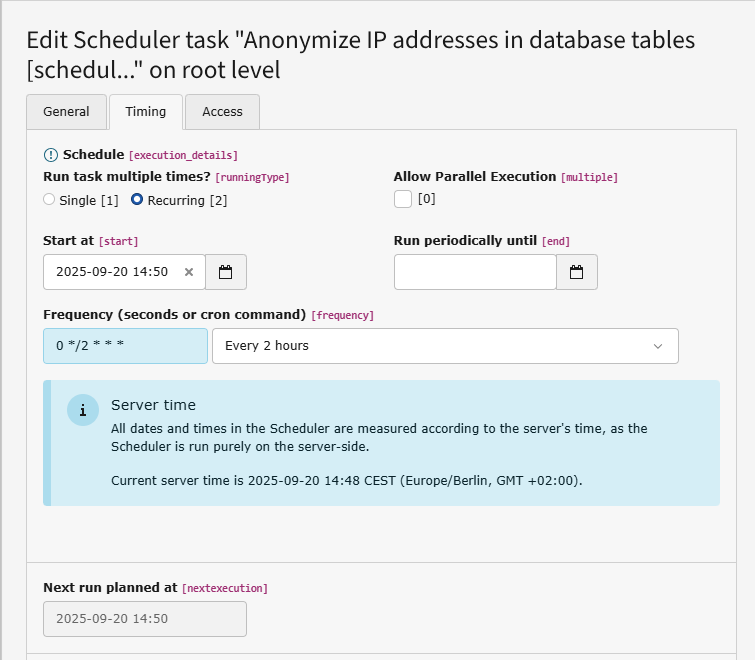 Edit Scheduler task "Anonymize IP addresses in database tables
[schedul..." on root level
General Timing Access
Schedule [execution_details]
Run task multiple times? [runningType] Allow Parallel Execution [multiple]
Single [1] Recurring [2] [0]
Start at [start] Run periodically until [end]
2025-09-20 14:50
Frequency (seconds or cron command) [frequency]
0 */2 * * * Every 2 hours
Server time
All dates and times in the Scheduler are measured according to the server's time, as the
Scheduler is run purely on the server-side.
Current server time is 2025-09-20 14:48 CEST (Europe/Berlin, GMT +02:00).
Next run planned at [nextexecution]
2025-09-20 14:50